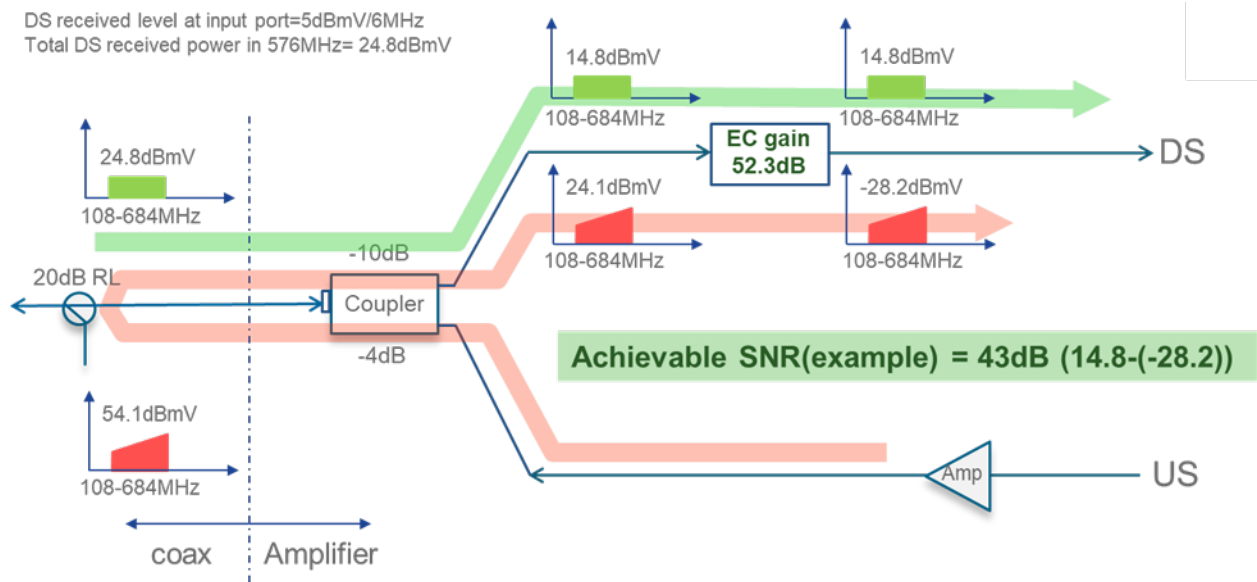 DS received level at input port=5dBmV/6MHz
Total DS received power in 576MHz= 24.8dBmV
14.8dBmV
108-684MHz
14.8dBmV
108-684MHz
24.8dBmV
108-684MHz
EC gain
52.3dB
DS
24.1dBmV
108-684MHz
-28.2dBmV
108-684MHz
-10dB
20dB RL
Coupler
-4dB
Achievable SNR(example) = 43dB (14.8-(-28.2))
54.1dBmV
108-684MHz
Amp
US
coax
Amplifier